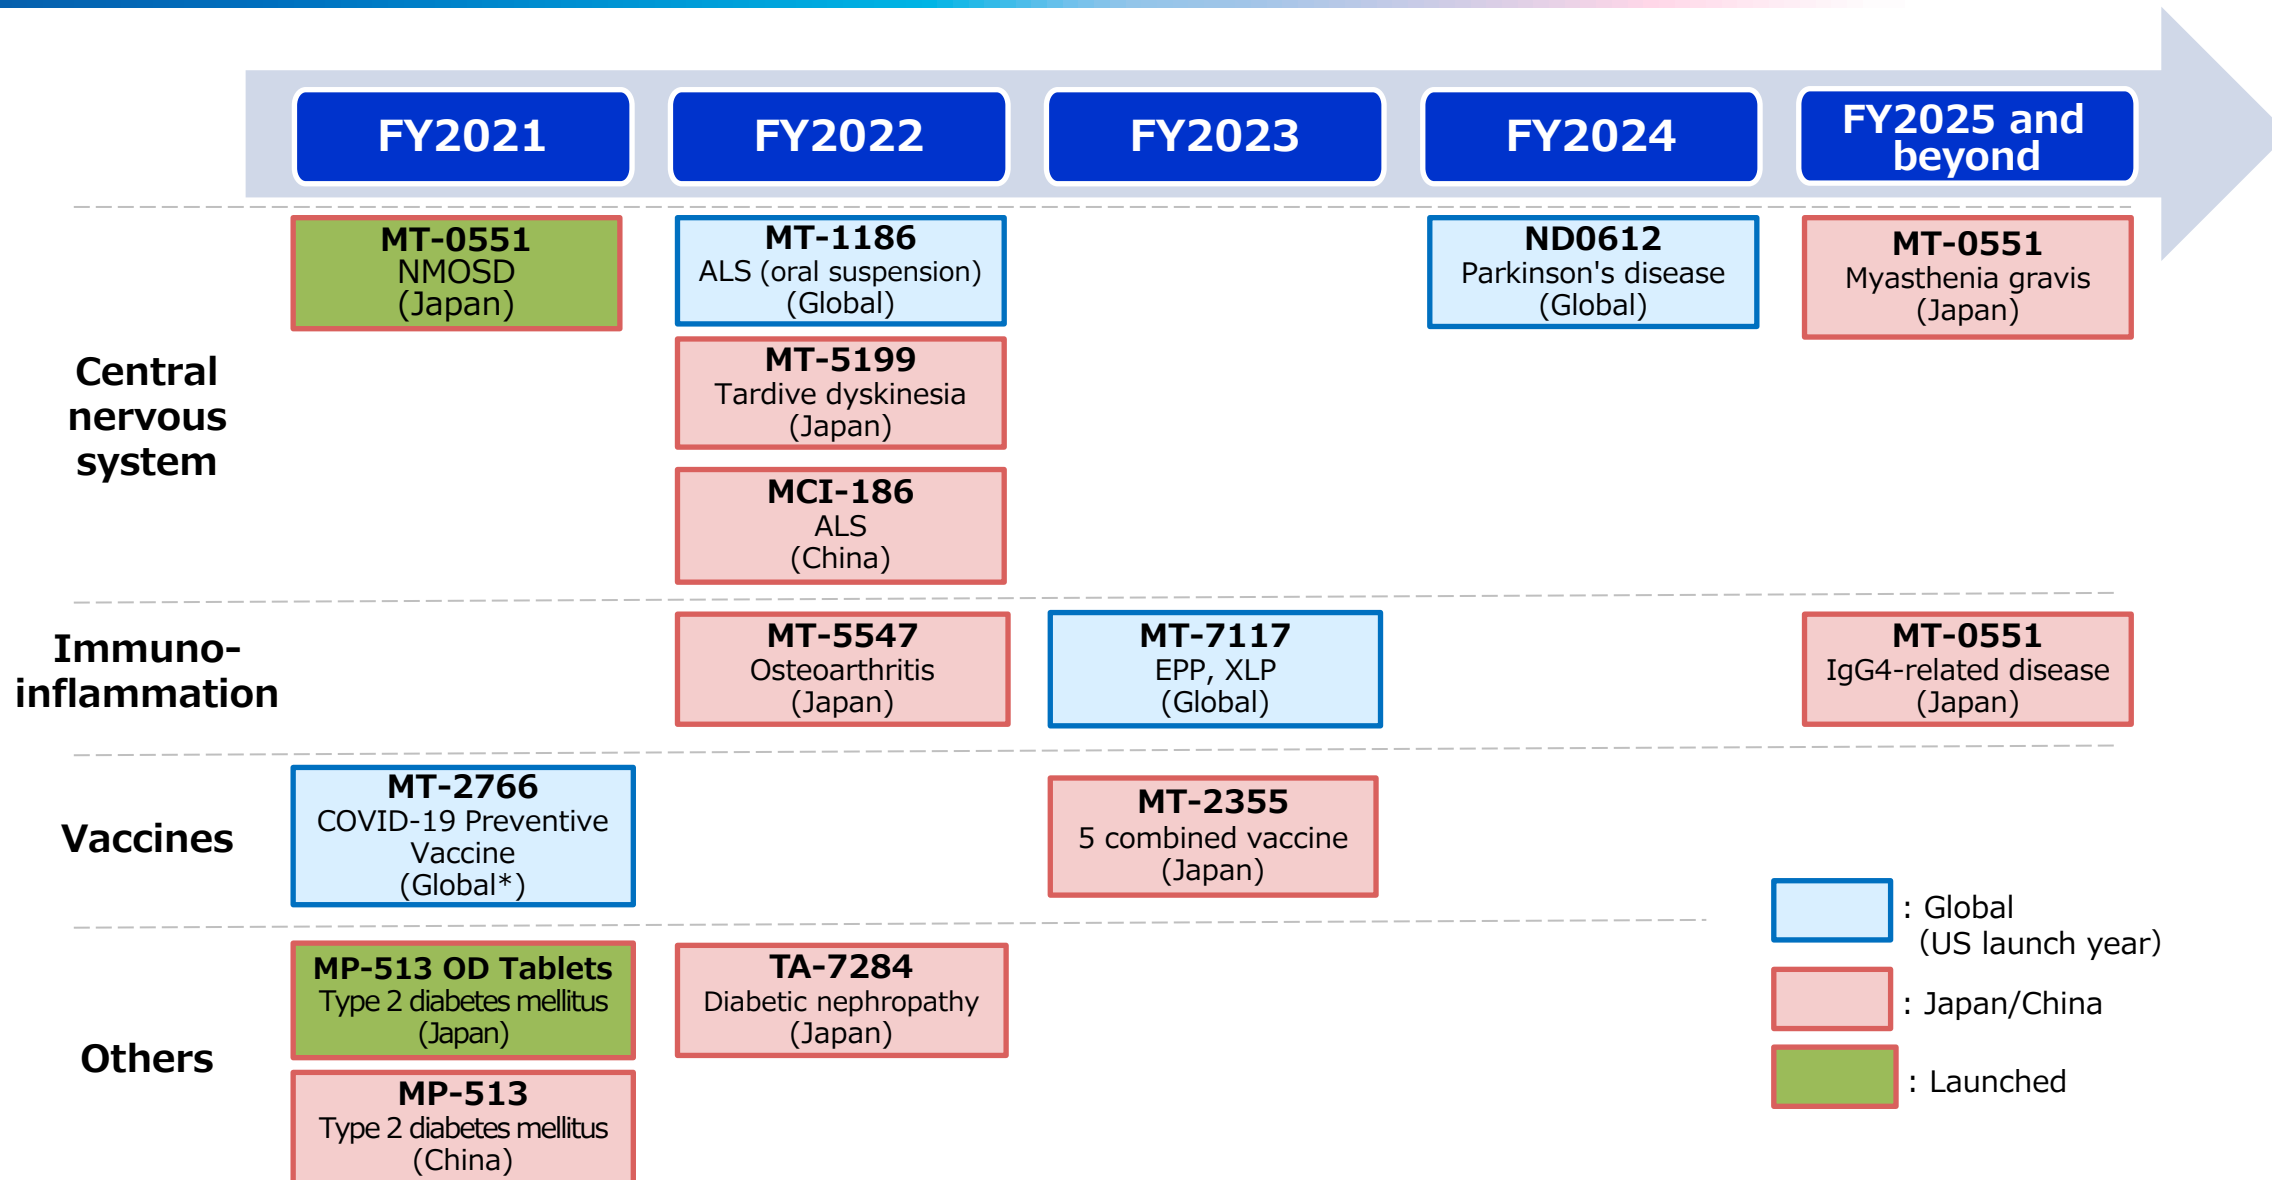 FY2021
FY2022
FY2023
FY2024
FY2025 and
beyond
Central
nervous
system
MT-0551
NMOSD
(Japan)
MT-1186
ALS (oral suspension)
(Global)
MT-5199
Tardive dyskinesia
(Japan)
MCI-186
ALS
(China)
ND0612
Parkinson's disease
(Global)
MT-0551
Myasthenia gravis
(Japan)
Immuno-
inflammation
MT-5547
Osteoarthritis
(Japan)
MT-7117
EPP, XLP
(Global)
MT-0551
IgG4-related disease
(Japan)
Vaccines
MT-2766
COVID-19 Preventive
Vaccine
(Global*)
MT-2355
5 combined vaccine
(Japan)
Others
MP-513 OD Tablets
Type 2 diabetes mellitus
(Japan)
MP-513
Type 2 diabetes mellitus
(China)
TA-7284
Diabetic nephropathy
(Japan)
: Global
(US launch year)
: Japan/China
: Launched